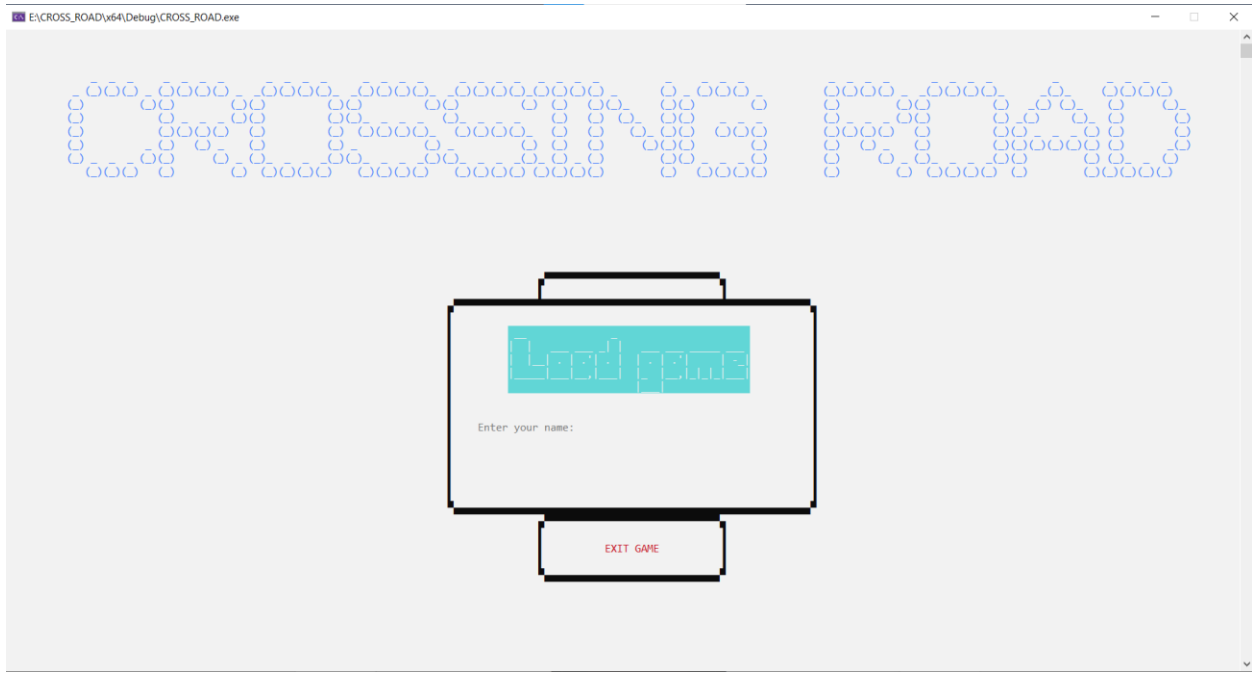 E:\CROSS_ROAD\x64\Debug\CROSS_ROAD.exe
CROSSING ROAD
Load game
Enter your name:
EXIT GAME